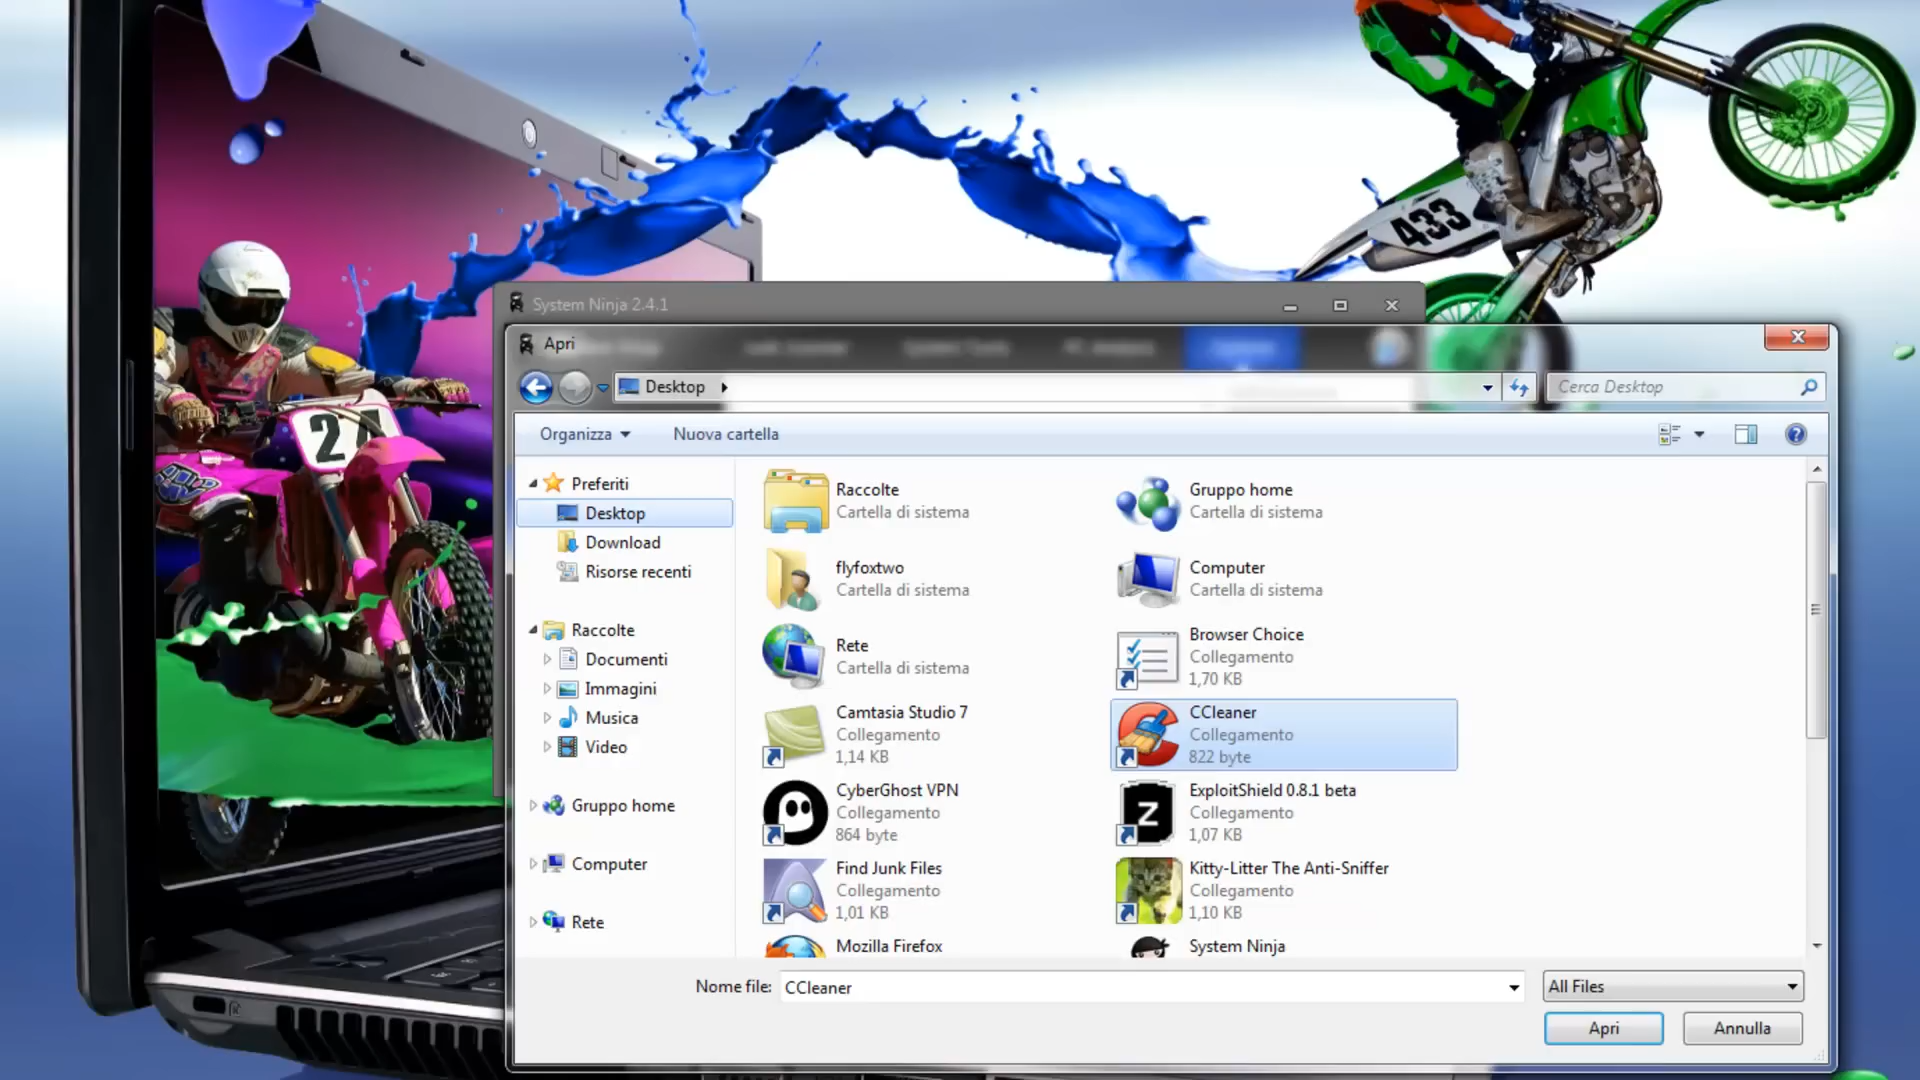 433
24
System Ninja 2.4.1
Apri
Desktop
Cerca Desktop
Organizza
Nuova cartella
Preferiti
Desktop
Download
Risorse recenti
Raccolte
Documenti
Immagini
Musica
Video
Gruppo home
Computer
Rete
Raccolte
Cartella di sistema
Gruppo home
Cartella di sistema
flyfoxtwo
Cartella di sistema
Computer
Cartella di sistema
Rete
Cartella di sistema
Browser Choice
Collegamento
1,70 KB
Camtasia Studio 7
Collegamento
1,14 KB
CCleaner
Collegamento
822 byte
CyberGhost VPN
Collegamento
864 byte
ExploitShield 0.8.1 beta
Collegamento
1,07 KB
Find Junk Files
Collegamento
1,01 KB
Kitty-Litter The Anti-Sniffer
Collegamento
1,10 KB
Mozilla Firefox
System Ninja
Nome file: CCleaner
All Files
Apri
Annulla